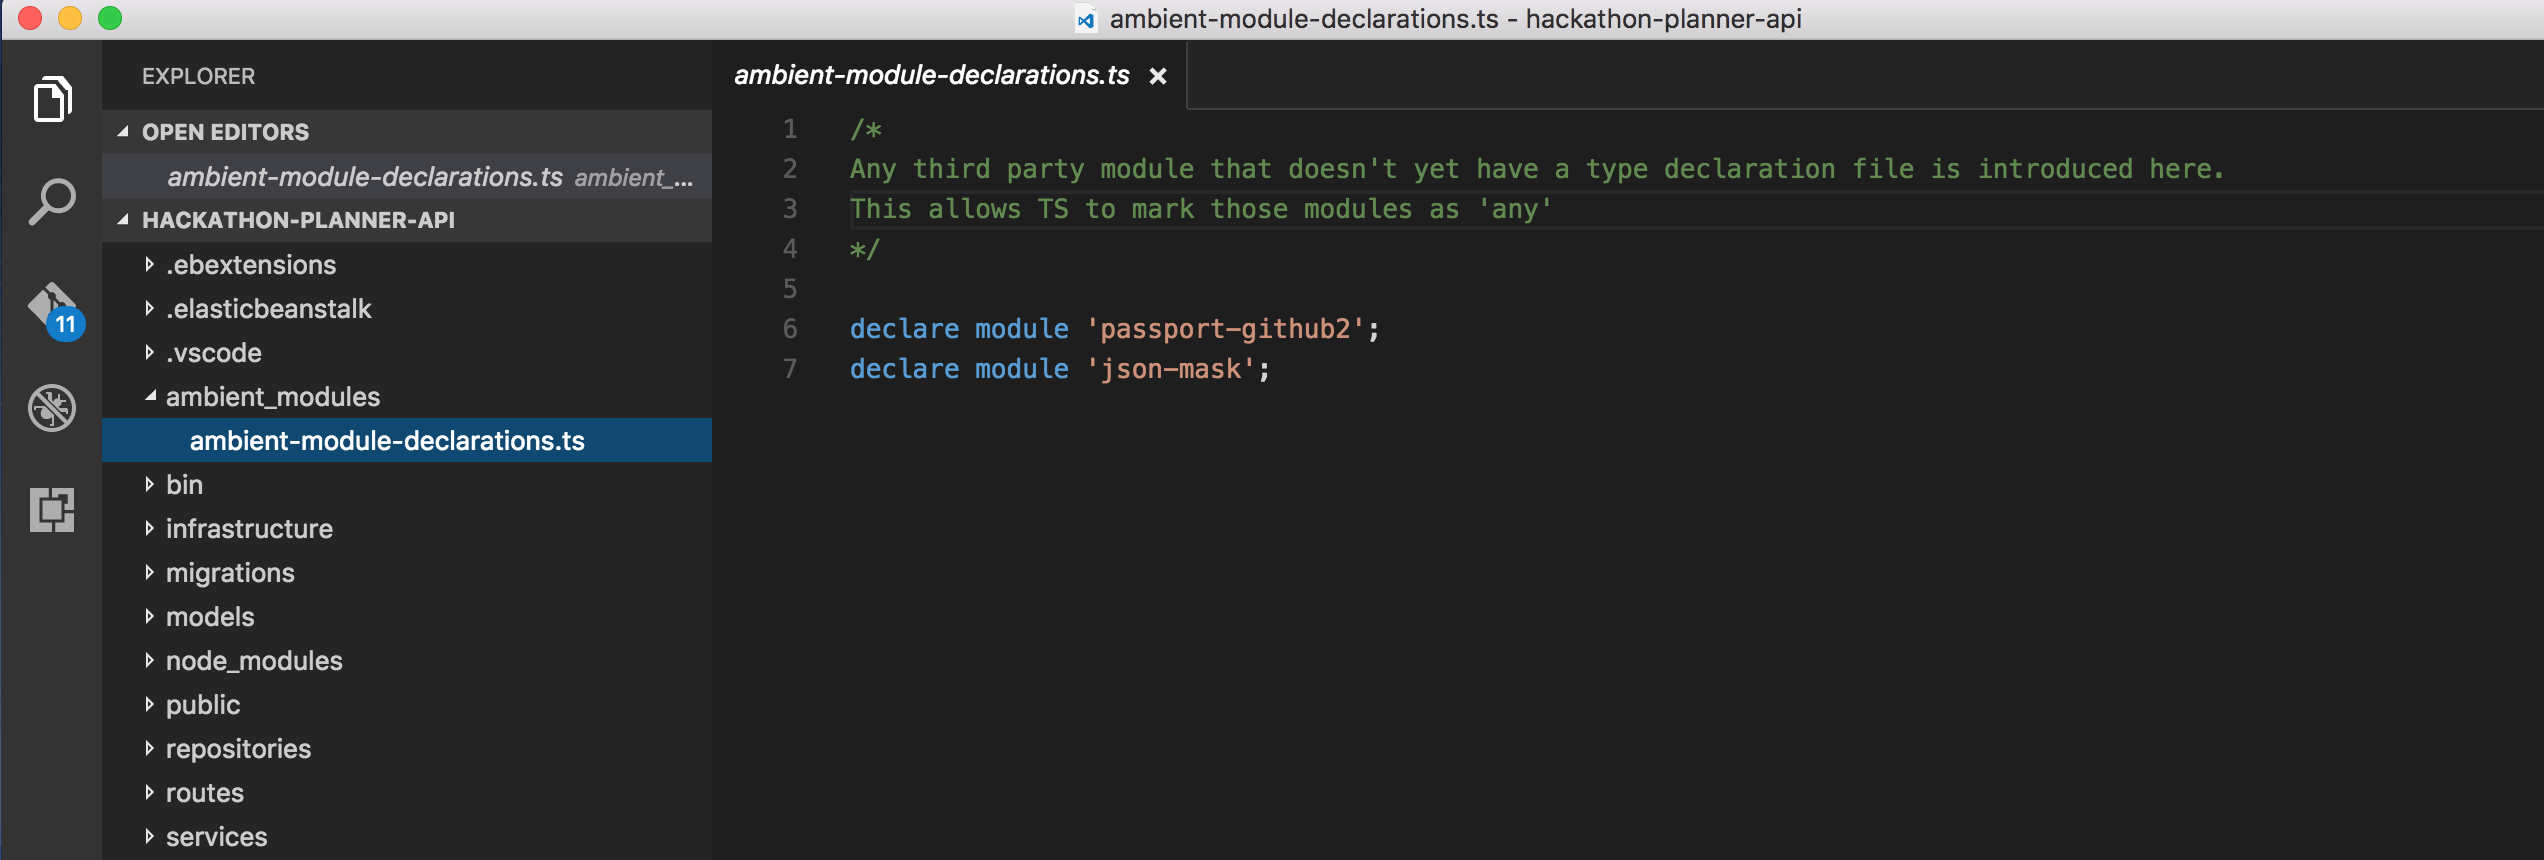 ambient-module-declarations.ts - hackathon-planner-api
EXPLORER
OPEN EDITORS
ambient-module-declarations.ts ambient_...
HACKATHON-PLANNER-API
.ebextensions
.elasticbeanstalk
.vscode
ambient_modules
ambient-module-declarations.ts
bin
infrastructure
migrations
models
node_modules
public
repositories
routes
services
11
ambient-module-declarations.ts ×
1 /*
2 Any third party module that doesn't yet have a type declaration file is introduced here.
3 This allows TS to mark those modules as 'any'
4 */
5
6 declare module 'passport-github2';
7 declare module 'json-mask';